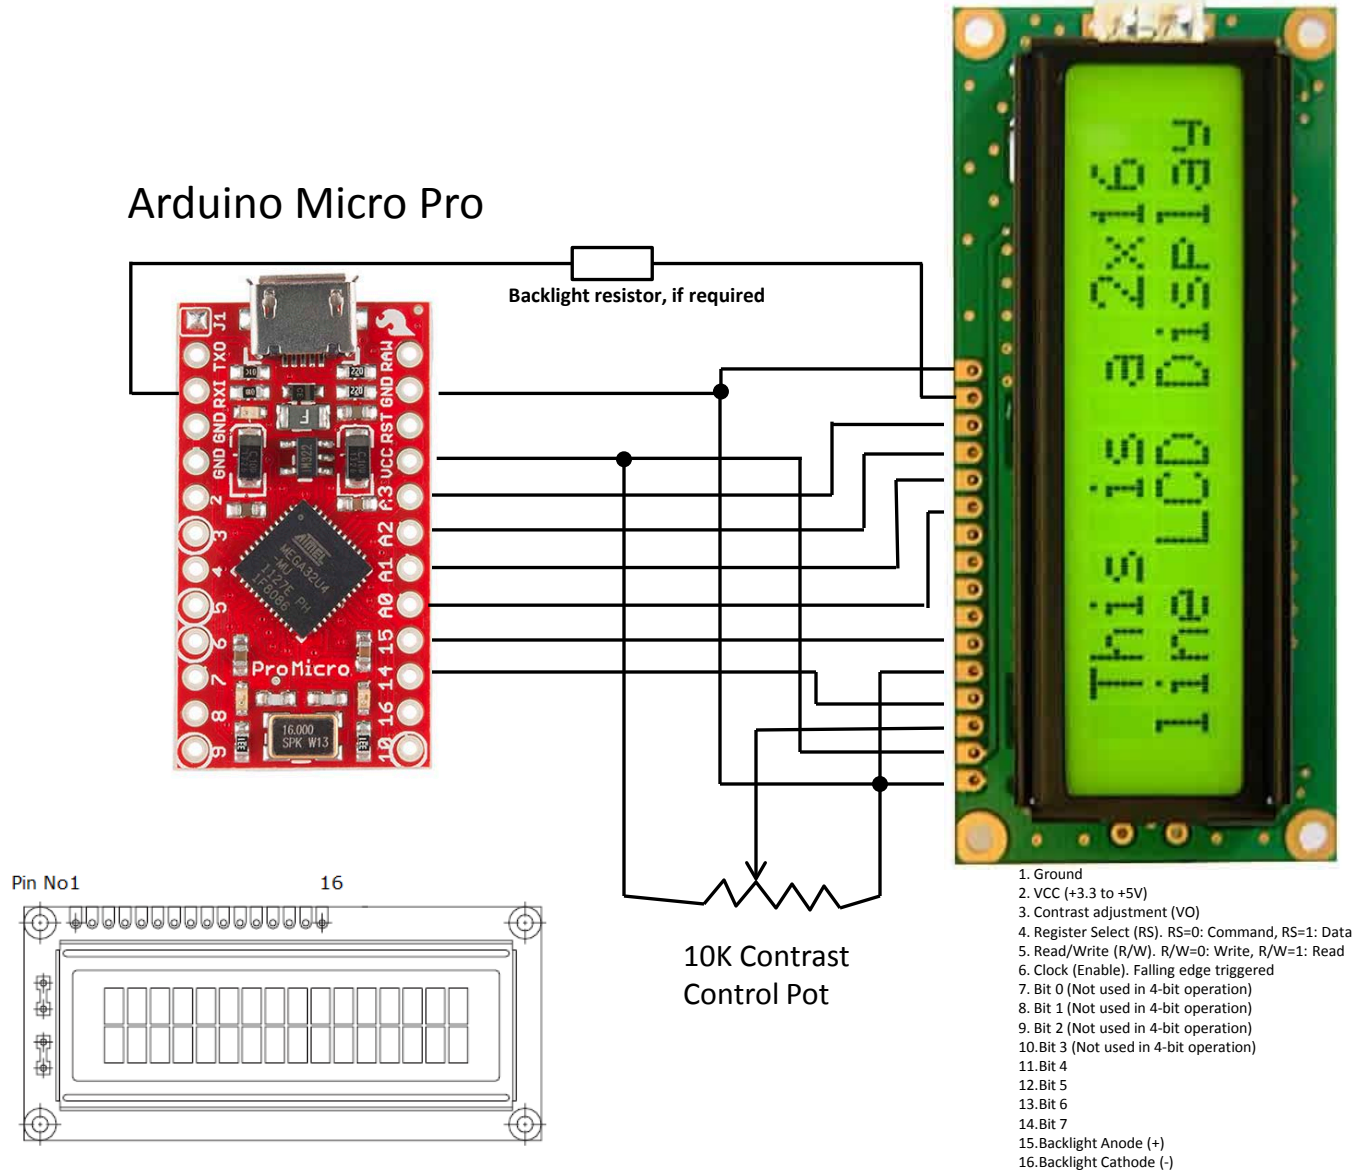 Arduino Micro Pro
Backlight resistor, if required
J1
TXO
RXI
GND
GND
2
3
4
5
6
7
8
9
RAW
GND
RST
VCC
A3
A2
A1
A0
15
14
16
10
ATMEL
MEGA32U4
-MU
1127E PH
1F6086
ProMicro
16.000
SPK W13
This is a 2x16
line LCD Display
10K Contrast
Control Pot
Pin No1
16
1. Ground
2. VCC (+3.3 to +5V)
3. Contrast adjustment (VO)
4. Register Select (RS). RS=0: Command, RS=1: Data
5. Read/Write (R/W). R/W=0: Write, R/W=1: Read
6. Clock (Enable). Falling edge triggered
7. Bit 0 (Not used in 4-bit operation)
8. Bit 1 (Not used in 4-bit operation)
9. Bit 2 (Not used in 4-bit operation)
10.Bit 3 (Not used in 4-bit operation)
11.Bit 4
12.Bit 5
13.Bit 6
14.Bit 7
15.Backlight Anode (+)
16.Backlight Cathode (-)